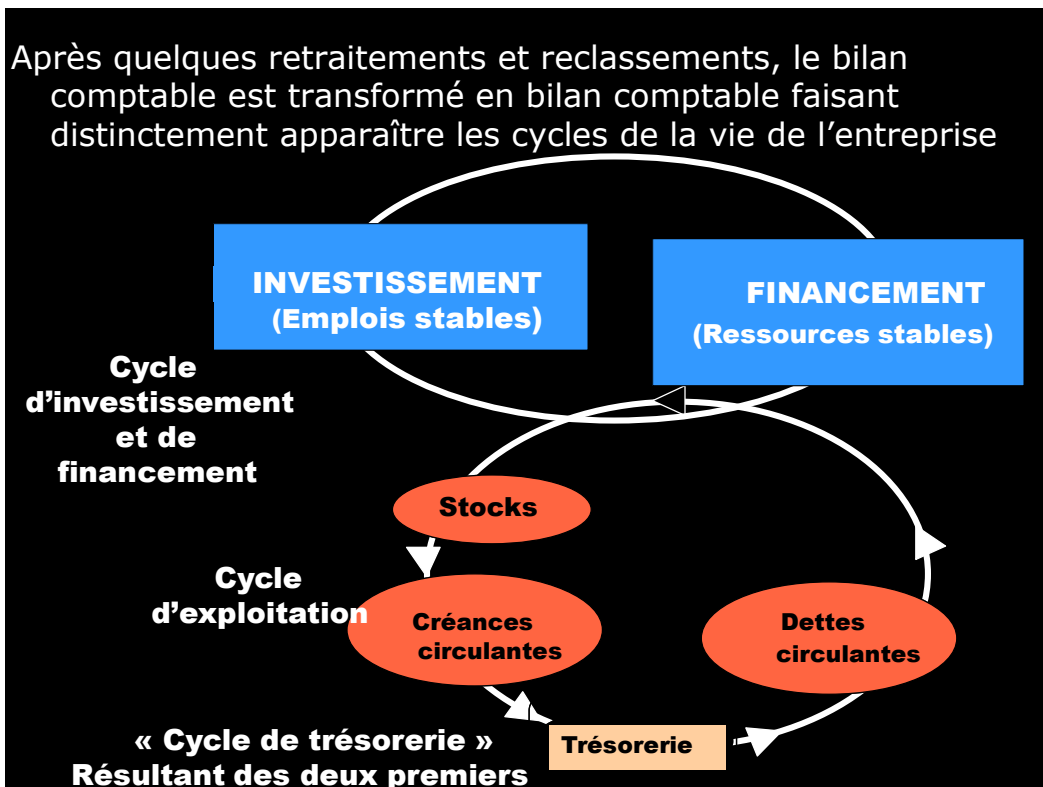 Après quelques retraitements et reclassements, le bilan
comptable est transformé en bilan comptable faisant
distinctement apparaître les cycles de la vie de l’entreprise
INVESTISSEMENT
(Emplois stables)
FINANCEMENT
(Ressources stables)
Cycle
d’investissement
et de
financement
Stocks
Cycle
d’exploitation
Créances
circulantes
Dettes
circulantes
« Cycle de trésorerie »
Résultant des deux premiers
Trésorerie